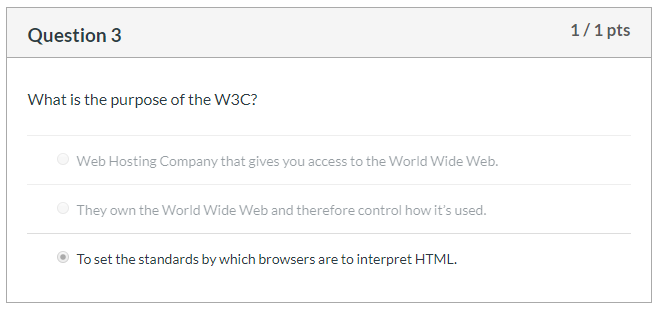 Question 3
1 / 1 pts
What is the purpose of the W3C?
Web Hosting Company that gives you access to the World Wide Web.
They own the World Wide Web and therefore control how it's used.
To set the standards by which browsers are to interpret HTML.